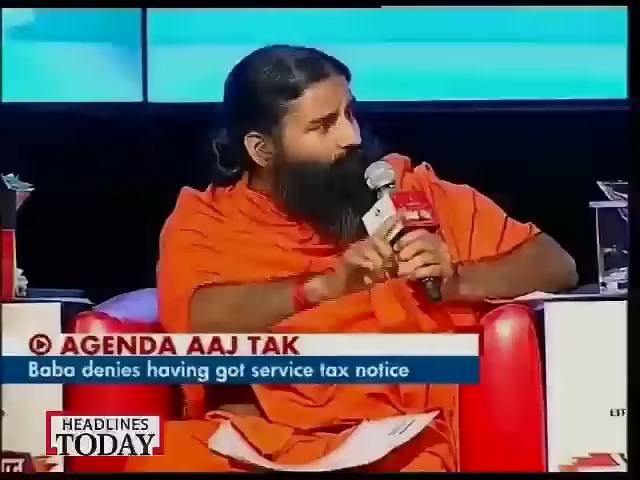 AGENDA AAJ TAK
Baba denies having got service tax notice
HEADLINES
TODAY